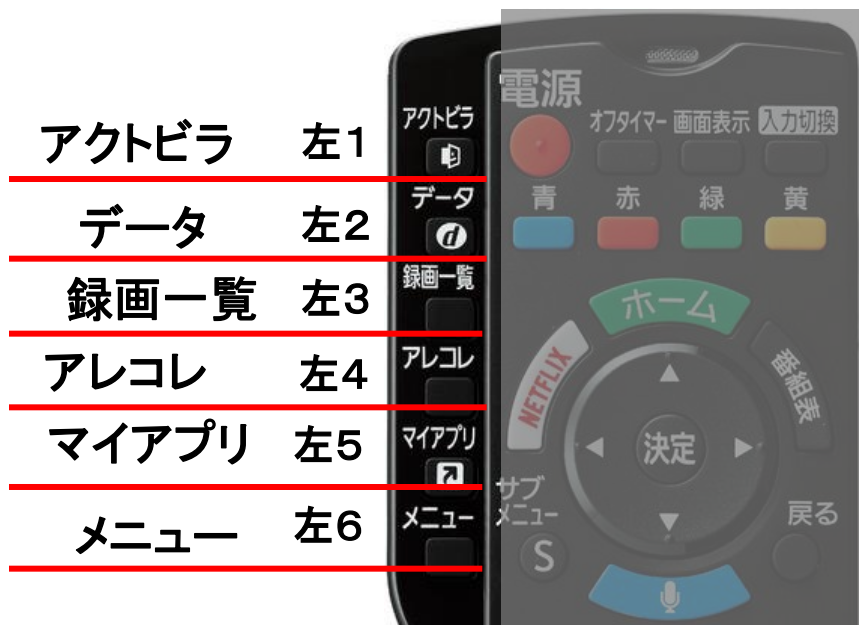 アクトビラ 左1
データ 左2
録画一覧 左3
アレコレ 左4
マイアプリ 左5
メニュー 左6
アクトビラ
データ
d
録画一覧
アレコレ
マイアプリ
メニュー
電源
オフタイマー 画面表示 入力切換
青 赤 緑 黄
ホーム
NETFLIX
番組表
決定
サブ
メニュー
S
戻る